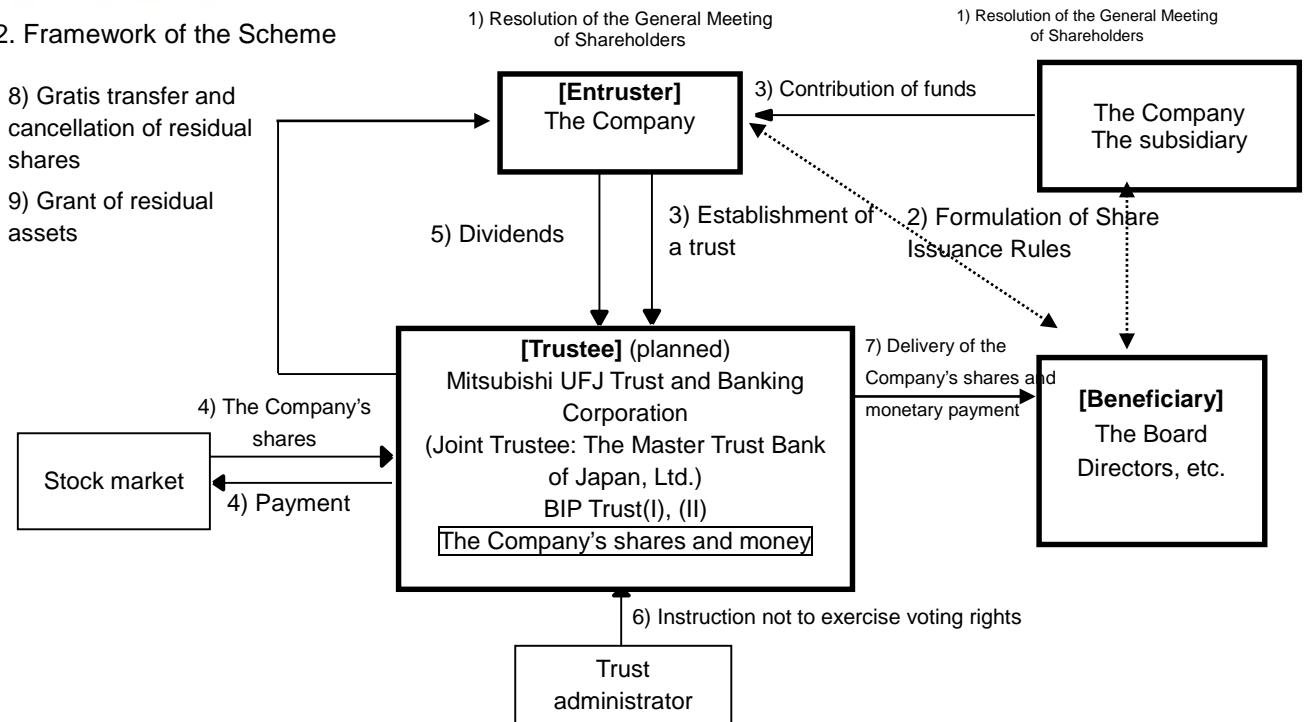 2. Framework of the Scheme
1) Resolution of the General Meeting
of Shareholders
1) Resolution of the General Meeting
of Shareholders
8) Gratis transfer and
cancellation of residual
shares
9) Grant of residual
assets
[Entruster]
The Company
3) Contribution of funds
The Company
The subsidiary
5) Dividends
3) Establishment of
a trust
2) Formulation of Share
Issuance Rules
[Trustee] (planned)
Mitsubishi UFJ Trust and Banking
Corporation
(Joint Trustee: The Master Trust Bank
of Japan, Ltd.)
BIP Trust(I), (II)
The Company's shares and money
7) Delivery of the
Company's shares and
monetary payment
[Beneficiary]
The Board
Directors, etc.
4) The Company's
shares
Stock market
4) Payment
6) Instruction not to exercise voting rights
Trust
administrator